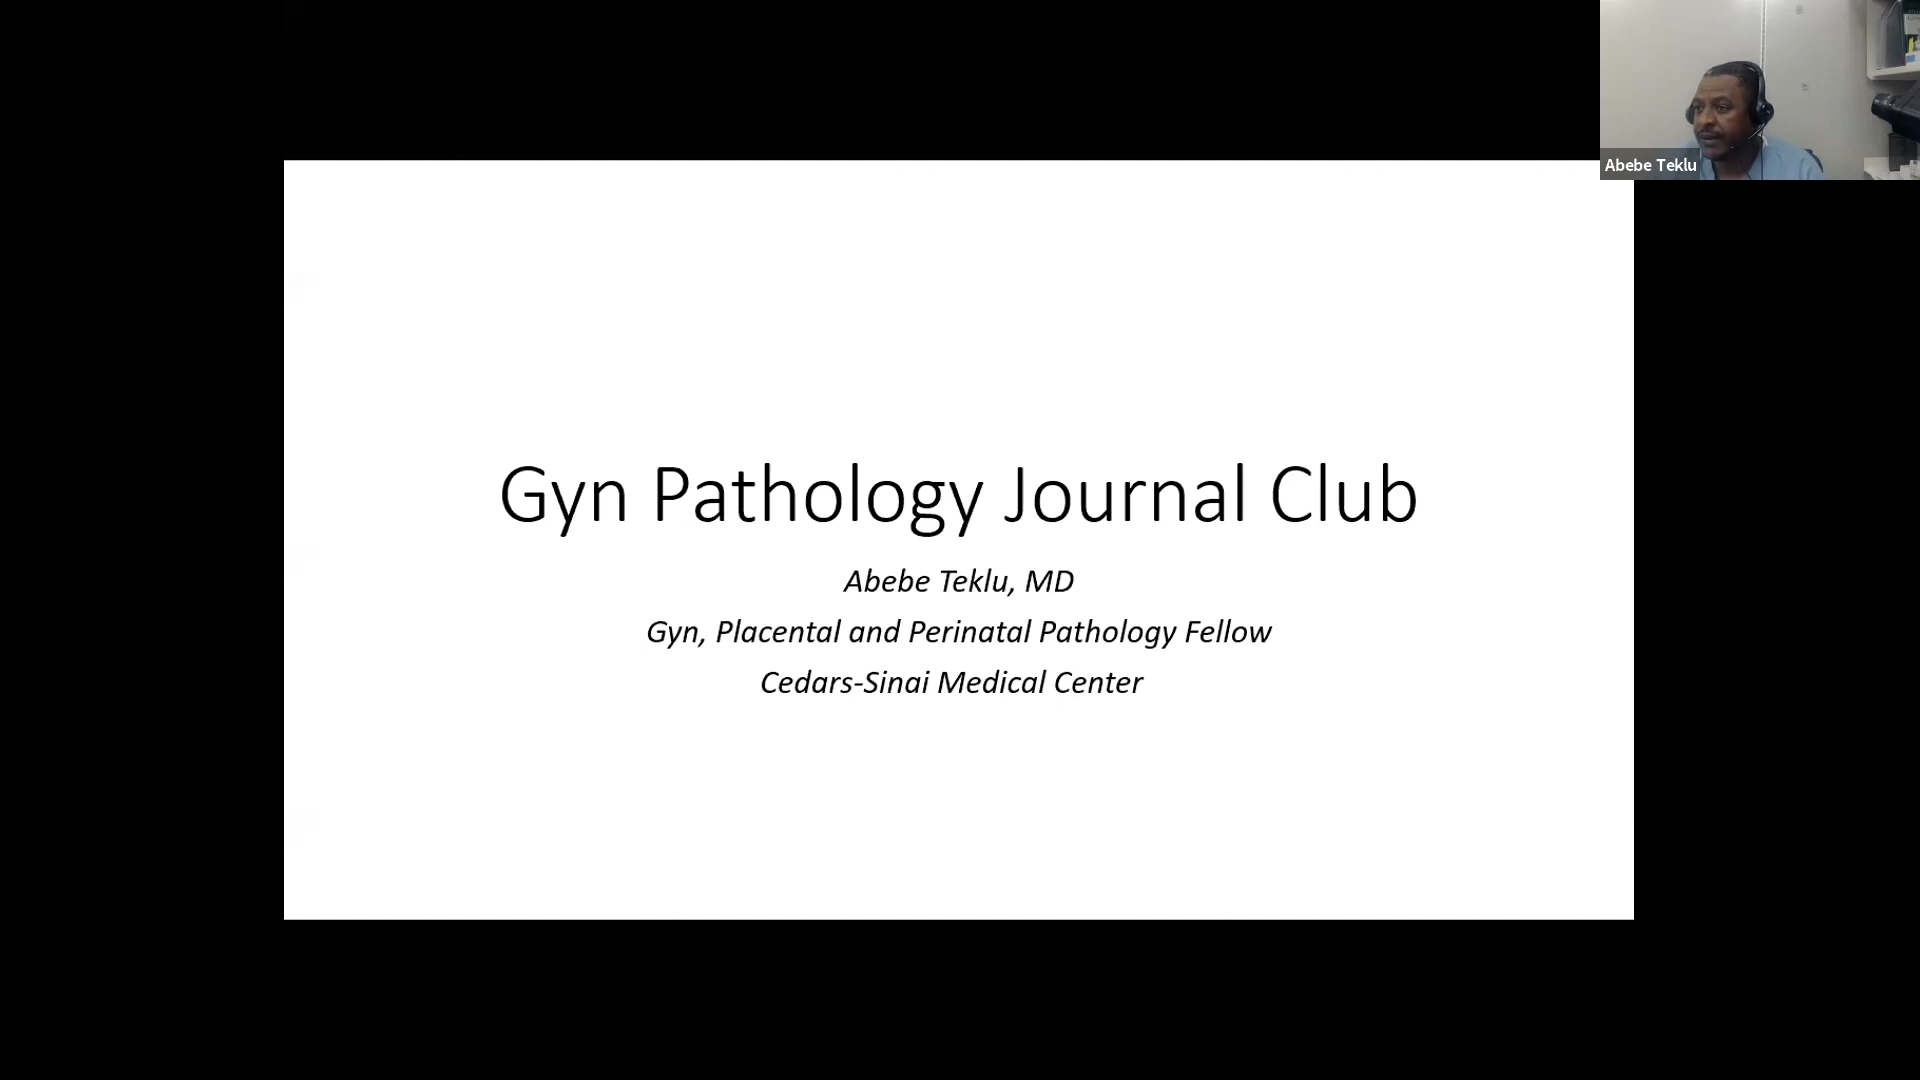 Abebe Teklu
Gyn Pathology Journal Club
Abebe Teklu, MD
Gyn, Placental and Perinatal Pathology Fellow
Cedars-Sinai Medical Center